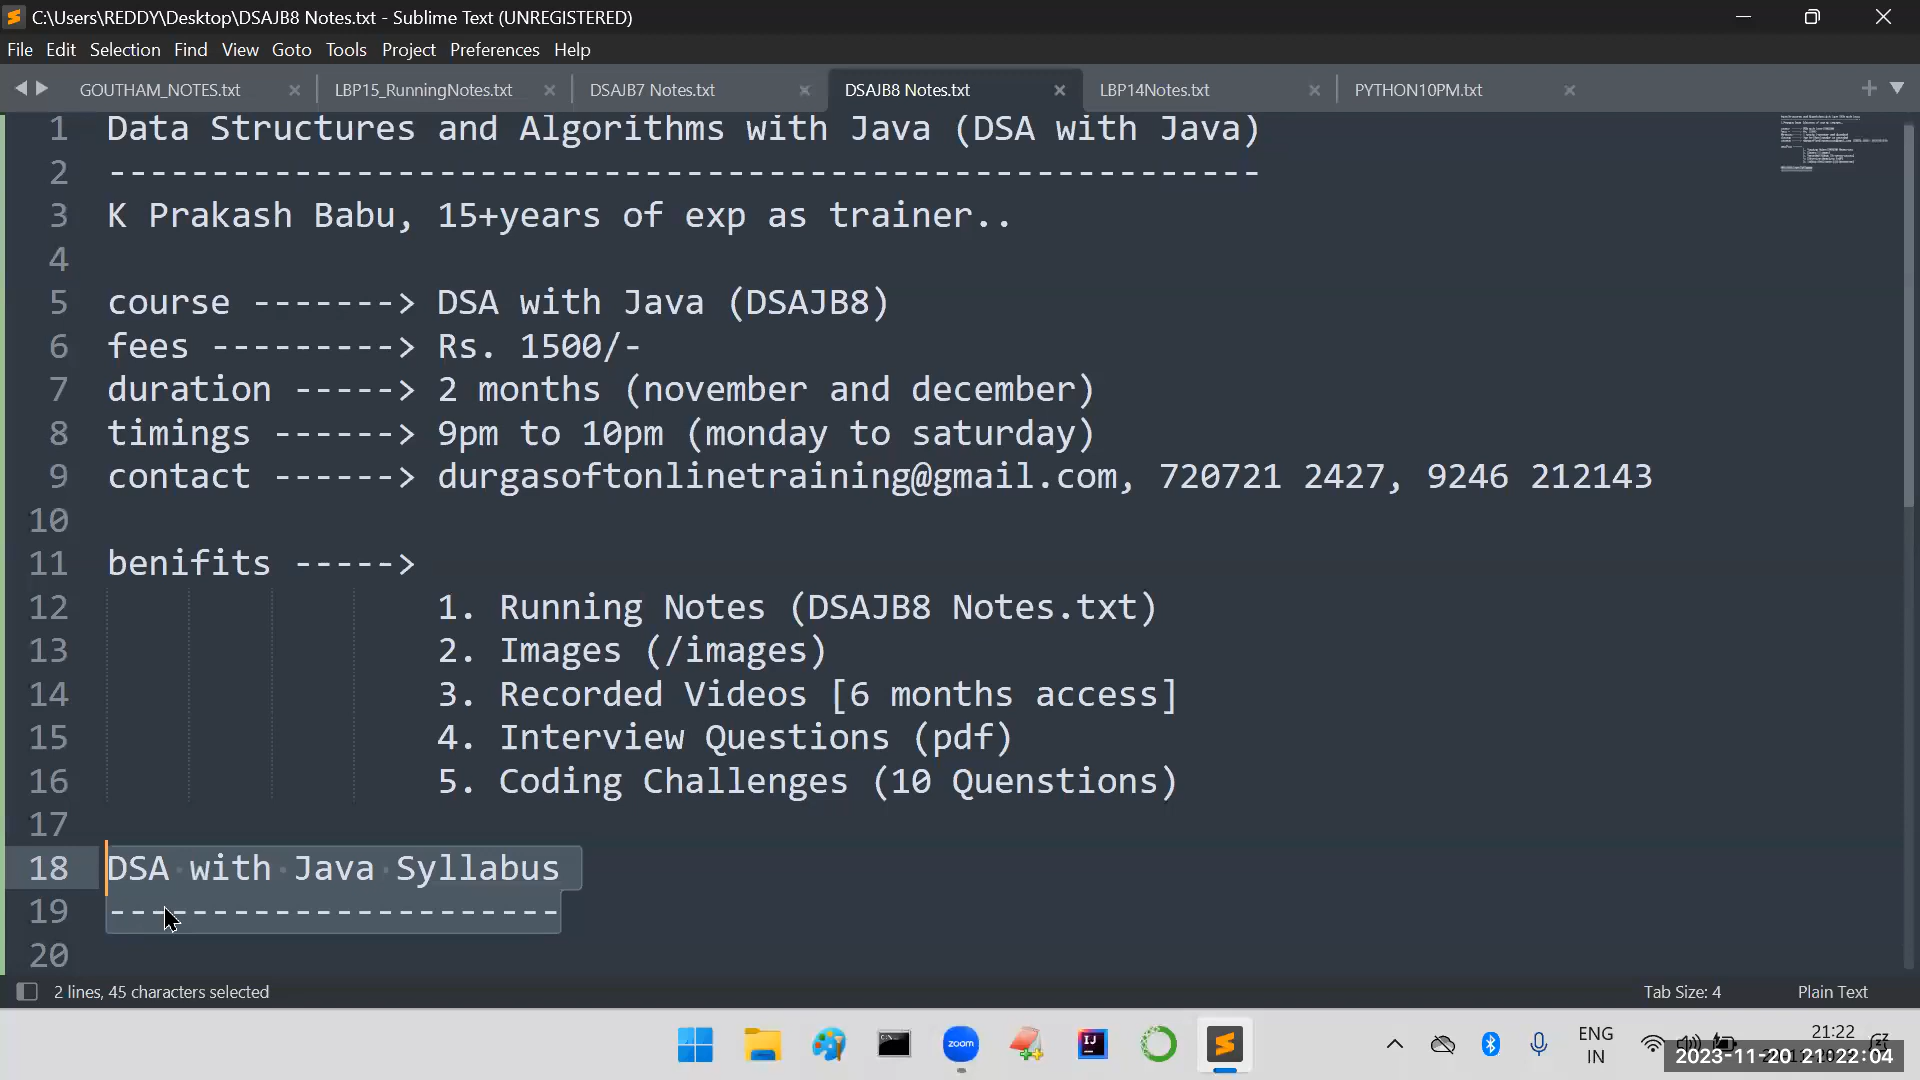 C:\Users\REDDY\Desktop\DSAJB8 Notes.txt - Sublime Text (UNREGISTERED)
File Edit Selection Find View Goto Tools Project Preferences Help
GOUTHAM_NOTES.txt LBP15_RunningNotes.txt DSAJB7 Notes.txt DSAJB8 Notes.txt LBP14Notes.txt PYTHON10PM.txt
1 Data Structures and Algorithms with Java (DSA with Java)
2 --------------------------------------------------------
3 K Prakash Babu, 15+years of exp as trainer..
4
5 course -------> DSA with Java (DSAJB8)
6 fees ---------> Rs. 1500/-
7 duration -----> 2 months (november and december)
8 timings ------> 9pm to 10pm (monday to saturday)
9 contact ------> durgasoftonlinetraining@gmail.com, 720721 2427, 9246 212143
10
11 benifits ----->
12 1. Running Notes (DSAJB8 Notes.txt)
13 2. Images (/images)
14 3. Recorded Videos [6 months access]
15 4. Interview Questions (pdf)
16 5. Coding Challenges (10 Quenstions)
17
18 DSA with Java Syllabus
19 ----------------------
20
2 lines, 45 characters selected Tab Size: 4 Plain Text
zoom
IJ
ENG
IN
21:22
2023-11-20 21:22:04